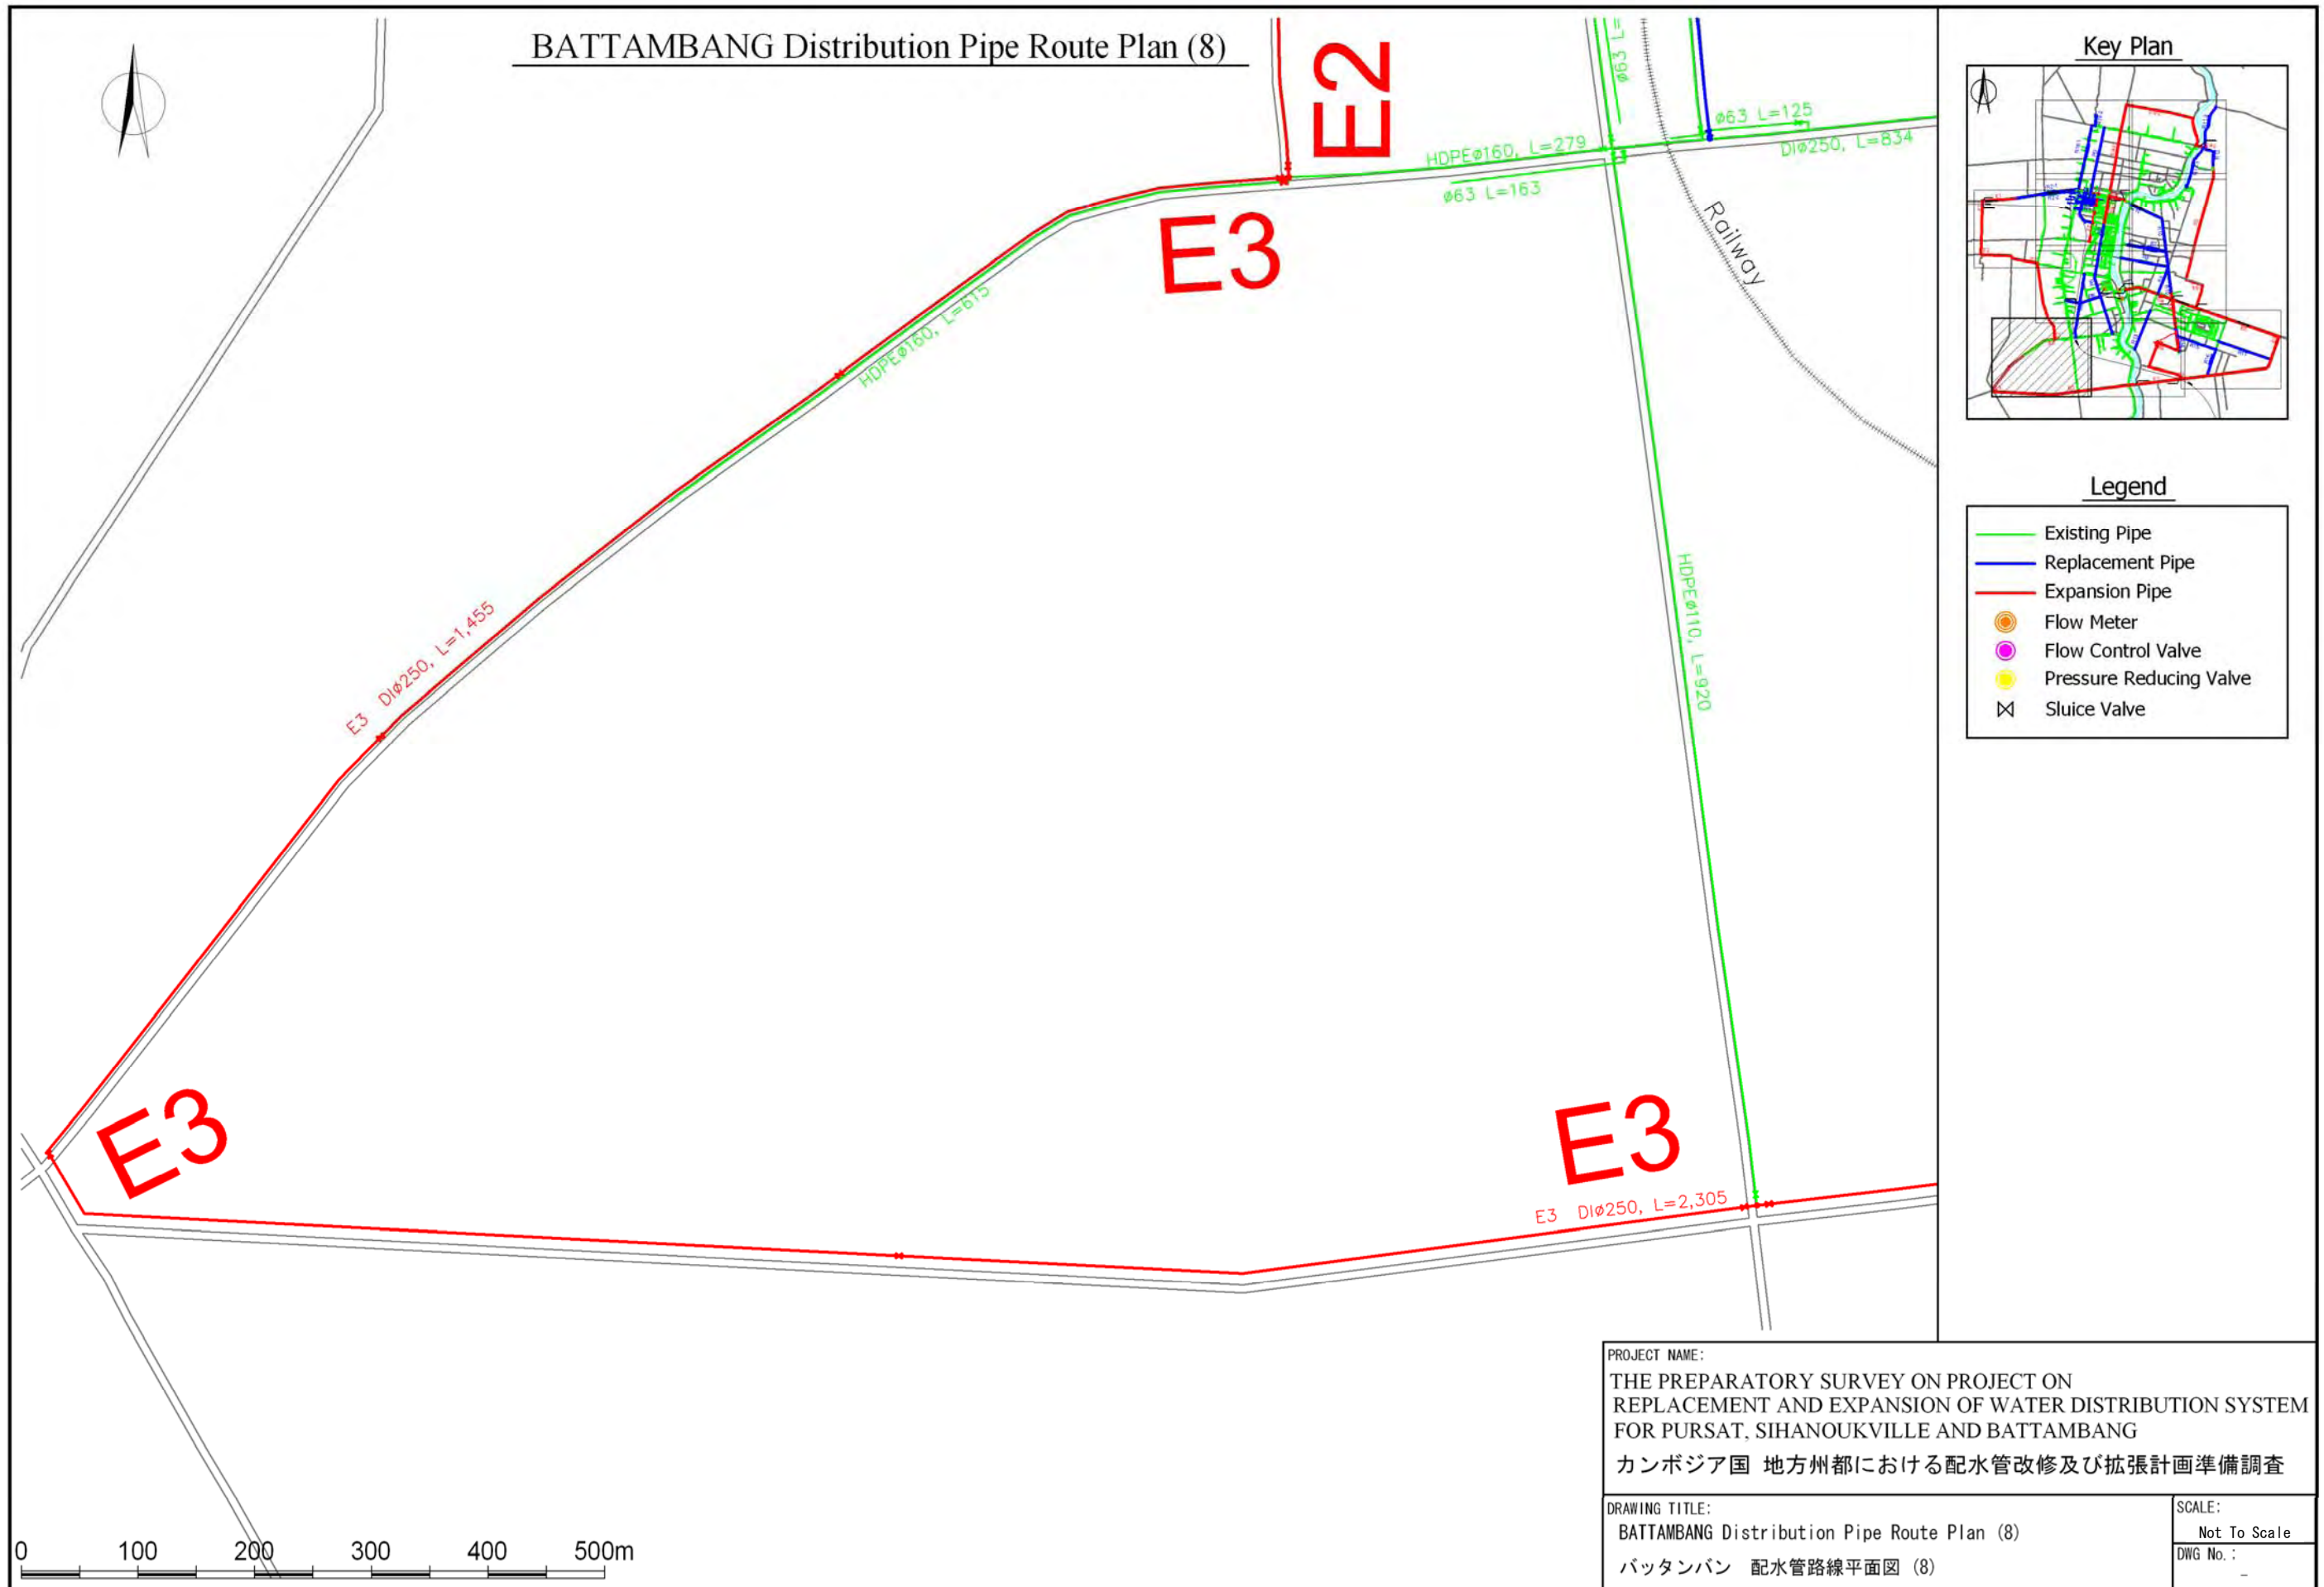 BATTAMBANG Distribution Pipe Route Plan (8)
E2
ø63 L=
ø63 L=125
DIø250, L=834
HDPEø160, L=279
ø63 L=163
Railway
E3
HDPEø160, L=615
HDPEø110, L=920
E3 DIø250, L=1,455
E3
E3
E3 DIø250, L=2,305
0 100 200 300 400 500m
Key Plan
Legend
Existing Pipe
Replacement Pipe
Expansion Pipe
Flow Meter
Flow Control Valve
Pressure Reducing Valve
Sluice Valve
PROJECT NAME:
THE PREPARATORY SURVEY ON PROJECT ON
REPLACEMENT AND EXPANSION OF WATER DISTRIBUTION SYSTEM
FOR PURSAT, SIHANOUKVILLE AND BATTAMBANG
カンボジア国 地方州都における配水管改修及び拡張計画準備調査
DRAWING TITLE:
BATTAMBANG Distribution Pipe Route Plan (8)
バッタンバン 配水管路線平面図 (8)
SCALE:
Not To Scale
DWG No.:
–